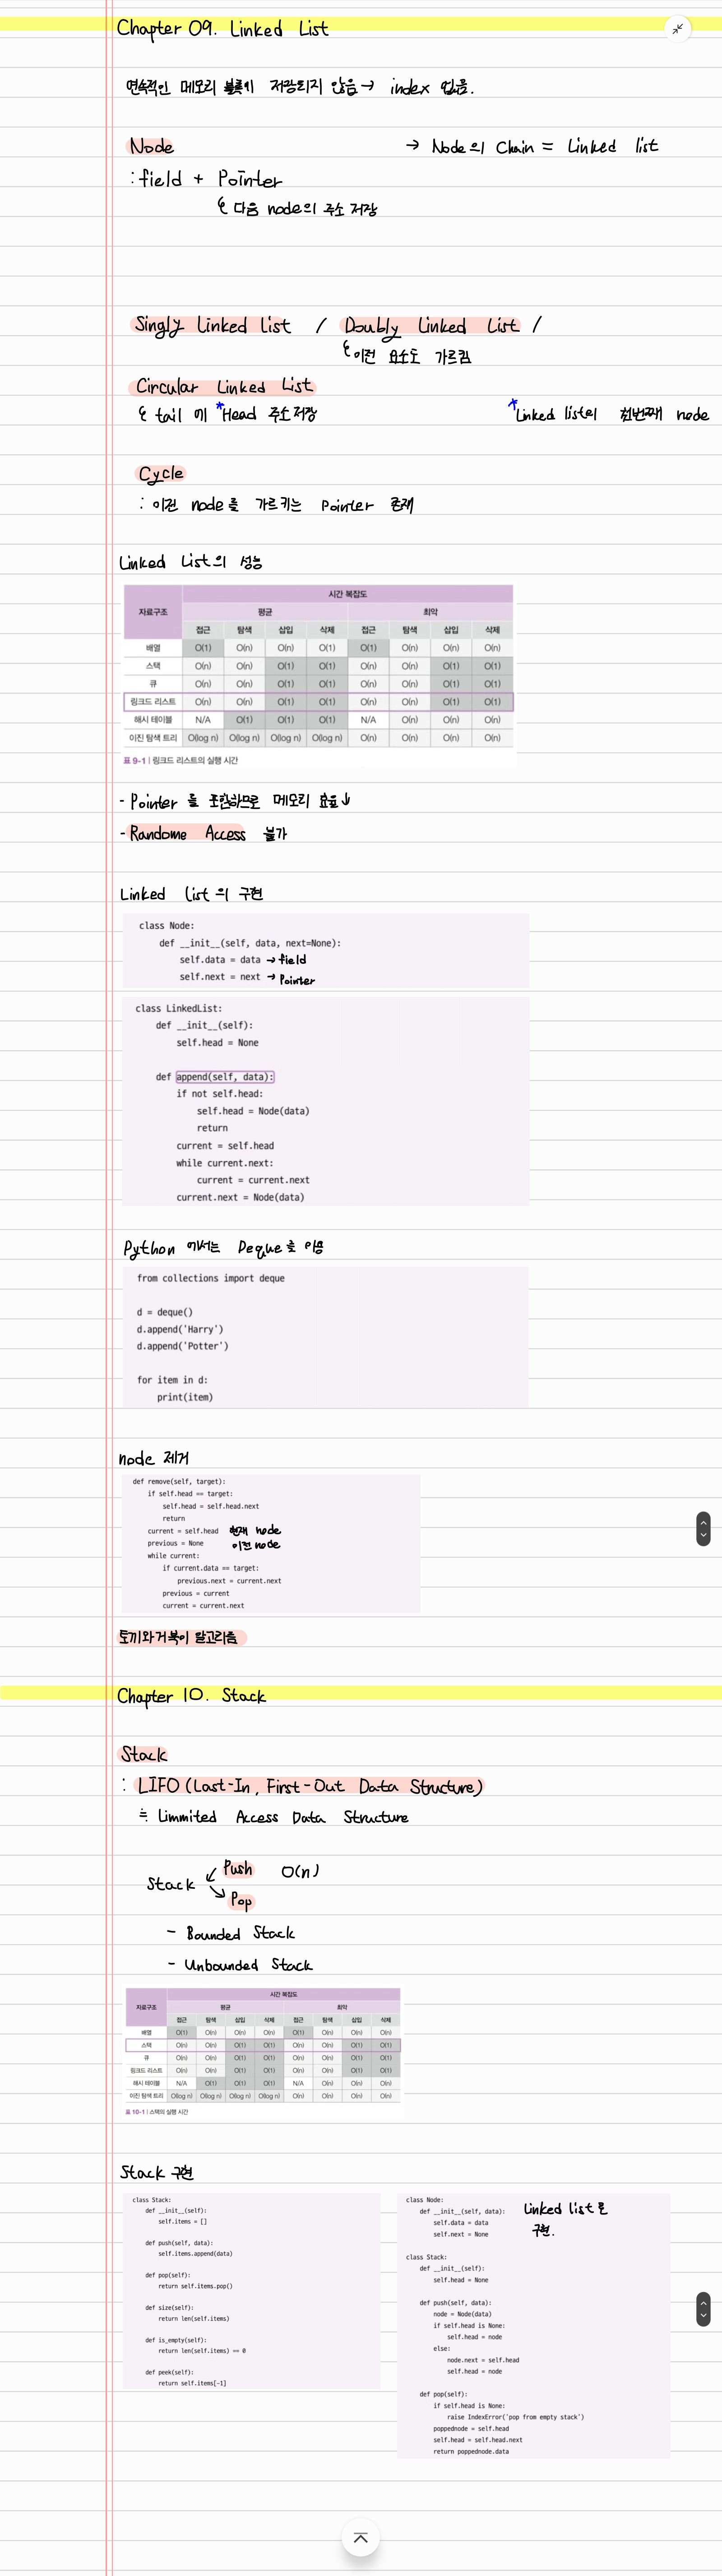 Chapter 09. Linked List
연속적인 메모리 블록에 저장되지 않음 → index 없음.
Node → Node의 Chain = Linked list
: field + Pointer
다음 node의 주소 저장
Singly Linked List / Doubly Linked List /
이전 요소도 가르킴
Circular Linked List
tail 에 *Head 주소 저장 *Linked list의 첫번째 node
Cycle
: 이전 node를 가르키는 Pointer 존재
Linked List의 성능
자료구조 시간 복잡도
평균 최악
접근 탐색 삽입 삭제 접근 탐색 삽입 삭제
배열 O(1) O(n) O(n) O(1) O(1) O(n) O(n) O(n)
스택 O(n) O(n) O(1) O(1) O(n) O(n) O(1) O(1)
큐 O(n) O(n) O(1) O(1) O(n) O(n) O(1) O(1)
링크드 리스트 O(n) O(n) O(1) O(1) O(n) O(n) O(1) O(1)
해시 테이블 N/A O(1) O(1) O(1) N/A O(n) O(n) O(n)
이진 탐색 트리 O(log n) O(log n) O(log n) O(log n) O(n) O(n) O(n) O(n)
표 9-1 | 링크드 리스트의 실행 시간
- Pointer 를 포함하므로 메모리 효율↓
- Randome Access 불가
Linked list의 구현
class Node:
def __init__(self, data, next=None):
self.data = data → field
self.next = next → Pointer
class LinkedList:
def __init__(self):
self.head = None
def append(self, data):
if not self.head:
self.head = Node(data)
return
current = self.head
while current.next:
current = current.next
current.next = Node(data)
Python 에서는 Deque를 이용
from collections import deque
d = deque()
d.append('Harry')
d.append('Potter')
for item in d:
print(item)
node 제거
def remove(self, target):
if self.head == target:
self.head = self.head.next
return
current = self.head 현재 node
previous = None 이전 node
while current:
if current.data == target:
previous.next = current.next
previous = current
current = current.next
토끼와거북이 알고리즘
Chapter 10. Stack
Stack
: LIFO (Last-In, First-Out Data Structure)
≒ Limmited Access Data Structure
Push O(n)
Stack
Pop
- Bounded Stack
- Unbounded Stack
자료구조 시간 복잡도
평균 최악
접근 탐색 삽입 삭제 접근 탐색 삽입 삭제
배열 O(1) O(n) O(n) O(n) O(1) O(n) O(n) O(n)
스택 O(n) O(n) O(1) O(1) O(n) O(n) O(1) O(1)
큐 O(n) O(n) O(1) O(1) O(n) O(n) O(1) O(1)
링크드 리스트 O(n) O(n) O(1) O(1) O(n) O(n) O(1) O(1)
해시 테이블 N/A O(1) O(1) O(1) N/A O(n) O(n) O(n)
이진 탐색 트리 O(log n) O(log n) O(log n) O(log n) O(n) O(n) O(n) O(n)
표 10-1 | 스택의 실행 시간
Stack 구현
class Stack:
def __init__(self):
self.items = []
def push(self, data):
self.items.append(data)
def pop(self):
return self.items.pop()
def size(self):
return len(self.items)
def is_empty(self):
return len(self.items) == 0
def peek(self):
return self.items[-1]
class Node:
def __init__(self, data):
self.data = data
self.next = None
Linked list로
구현.
class Stack:
def __init__(self):
self.head = None
def push(self, data):
node = Node(data)
if self.head is None:
self.head = node
else:
node.next = self.head
self.head = node
def pop(self):
if self.head is None:
raise IndexError('pop from empty stack')
poppednode = self.head
self.head = self.head.next
return poppednode.data